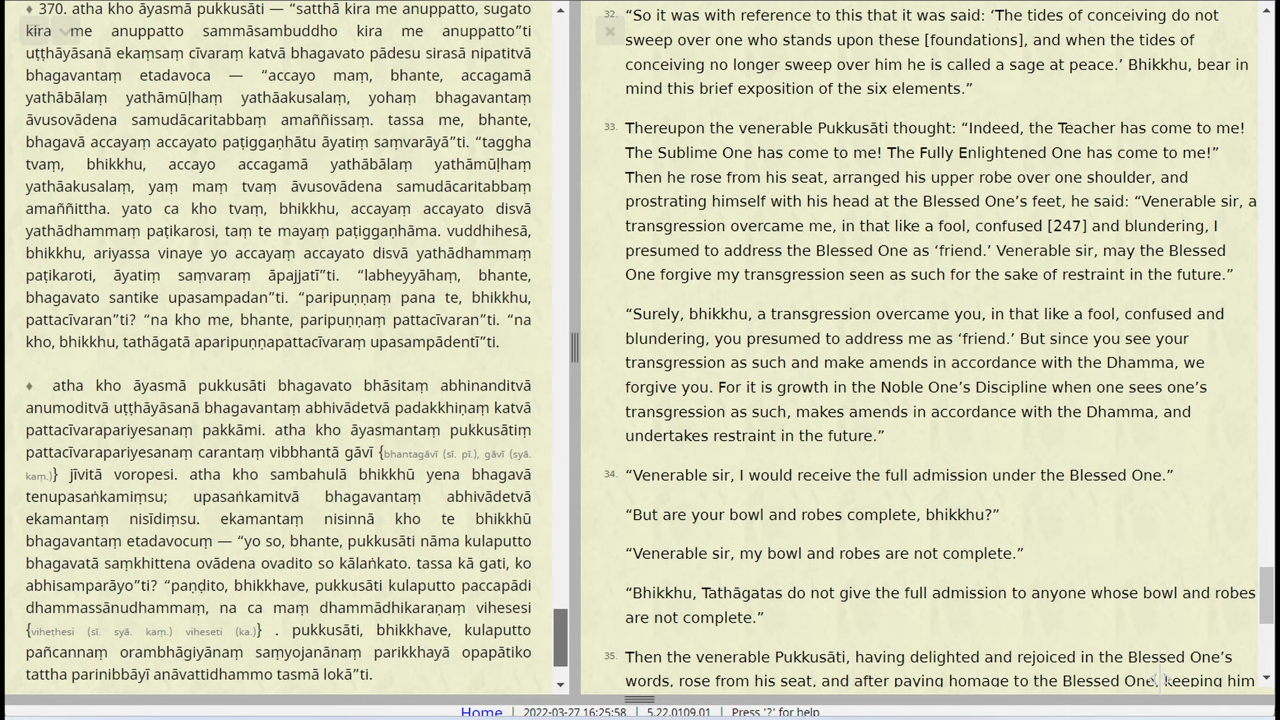 ♦ 370. atha kho āyasmā pukkusāti — “satthā kira me anuppatto, sugato
kira me anuppatto sammāsambuddho kira me anuppatto”ti
uṭṭhāyāsanā ekaṃsaṃ cīvaraṃ katvā bhagavato pādesu sirasā nipatitvā
bhagavantaṃ etadavoca — “accayo maṃ, bhante, accagamā
yathābālaṃ yathāmūḷhaṃ yathāakusalaṃ, yohaṃ bhagavantaṃ
āvusovādena samudācaritabbaṃ amaññissaṃ. tassa me, bhante,
bhagavā accayaṃ accayato paṭiggaṇhātu āyatiṃ saṃvarāyā”ti. “taggha
tvaṃ, bhikkhu, accayo accagamā yathābālaṃ yathāmūḷhaṃ
yathāakusalaṃ, yaṃ maṃ tvaṃ āvusovādena samudācaritabbaṃ
amaññittha. yato ca kho tvaṃ, bhikkhu, accayaṃ accayato disvā
yathādhammaṃ paṭikarosi, taṃ te mayaṃ paṭiggaṇhāma. vuddhihesā,
bhikkhu, ariyassa vinaye yo accayaṃ accayato disvā yathādhammaṃ
paṭikaroti, āyatiṃ saṃvaraṃ āpajjatī”ti. “labheyyāhaṃ, bhante,
bhagavato santike upasampadan”ti. “paripuṇṇaṃ pana te, bhikkhu,
pattacīvaran”ti? “na kho me, bhante, paripuṇṇaṃ pattacīvaran”ti. “na
kho, bhikkhu, tathāgatā aparipuṇṇapattacīvaraṃ upasampādentī”ti.
♦ atha kho āyasmā pukkusāti bhagavato bhāsitaṃ abhinanditvā
anumoditvā uṭṭhāyāsanā bhagavantaṃ abhivādetvā padakkhiṇaṃ katvā
pattacīvarapariyesanaṃ pakkāmi. atha kho āyasmantaṃ pukkusātiṃ
pattacīvarapariyesanaṃ carantaṃ vibbhantā gāvī {bhantagāvī (sī. pī.), gāvī (syā.
kaṃ.)} jīvitā voropesi. atha kho sambahulā bhikkhū yena bhagavā
tenupasaṅkamiṃsu; upasaṅkamitvā bhagavantaṃ abhivādetvā
ekamantaṃ nisīdiṃsu. ekamantaṃ nisinnā kho te bhikkhū
bhagavantaṃ etadavocuṃ — “yo so, bhante, pukkusāti nāma kulaputto
bhagavatā saṃkhittena ovādena ovadito so kālaṅkato. tassa kā gati, ko
abhisamparāyo”ti? “paṇḍito, bhikkhave, pukkusāti kulaputto paccapādi
dhammassānudhammaṃ, na ca maṃ dhammādhikaraṇaṃ vihesesi
{viheṭhesi (sī. syā. kaṃ.) viheseti (ka.)} . pukkusāti, bhikkhave, kulaputto
pañcannaṃ orambhāgiyānaṃ saṃyojanānaṃ parikkhayā opapātiko
tattha parinibbāyī anāvattidhammo tasmā lokā”ti.
32. “So it was with reference to this that it was said: ‘The tides of conceiving do not
sweep over one who stands upon these [foundations], and when the tides of
conceiving no longer sweep over him he is called a sage at peace.’ Bhikkhu, bear in
mind this brief exposition of the six elements.”
33. Thereupon the venerable Pukkusāti thought: “Indeed, the Teacher has come to me!
The Sublime One has come to me! The Fully Enlightened One has come to me!”
Then he rose from his seat, arranged his upper robe over one shoulder, and
prostrating himself with his head at the Blessed One’s feet, he said: “Venerable sir, a
transgression overcame me, in that like a fool, confused [247] and blundering, I
presumed to address the Blessed One as ‘friend.’ Venerable sir, may the Blessed
One forgive my transgression seen as such for the sake of restraint in the future.”
“Surely, bhikkhu, a transgression overcame you, in that like a fool, confused and
blundering, you presumed to address me as ‘friend.’ But since you see your
transgression as such and make amends in accordance with the Dhamma, we
forgive you. For it is growth in the Noble One’s Discipline when one sees one’s
transgression as such, makes amends in accordance with the Dhamma, and
undertakes restraint in the future.”
34. “Venerable sir, I would receive the full admission under the Blessed One.”
“But are your bowl and robes complete, bhikkhu?”
“Venerable sir, my bowl and robes are not complete.”
“Bhikkhu, Tathāgatas do not give the full admission to anyone whose bowl and robes
are not complete.”
35. Then the venerable Pukkusāti, having delighted and rejoiced in the Blessed One’s
words, rose from his seat, and after paying homage to the Blessed One, keeping him
Home | 2022-03-27 16:25:58 | 5.22.0109.01 | Press '?' for help